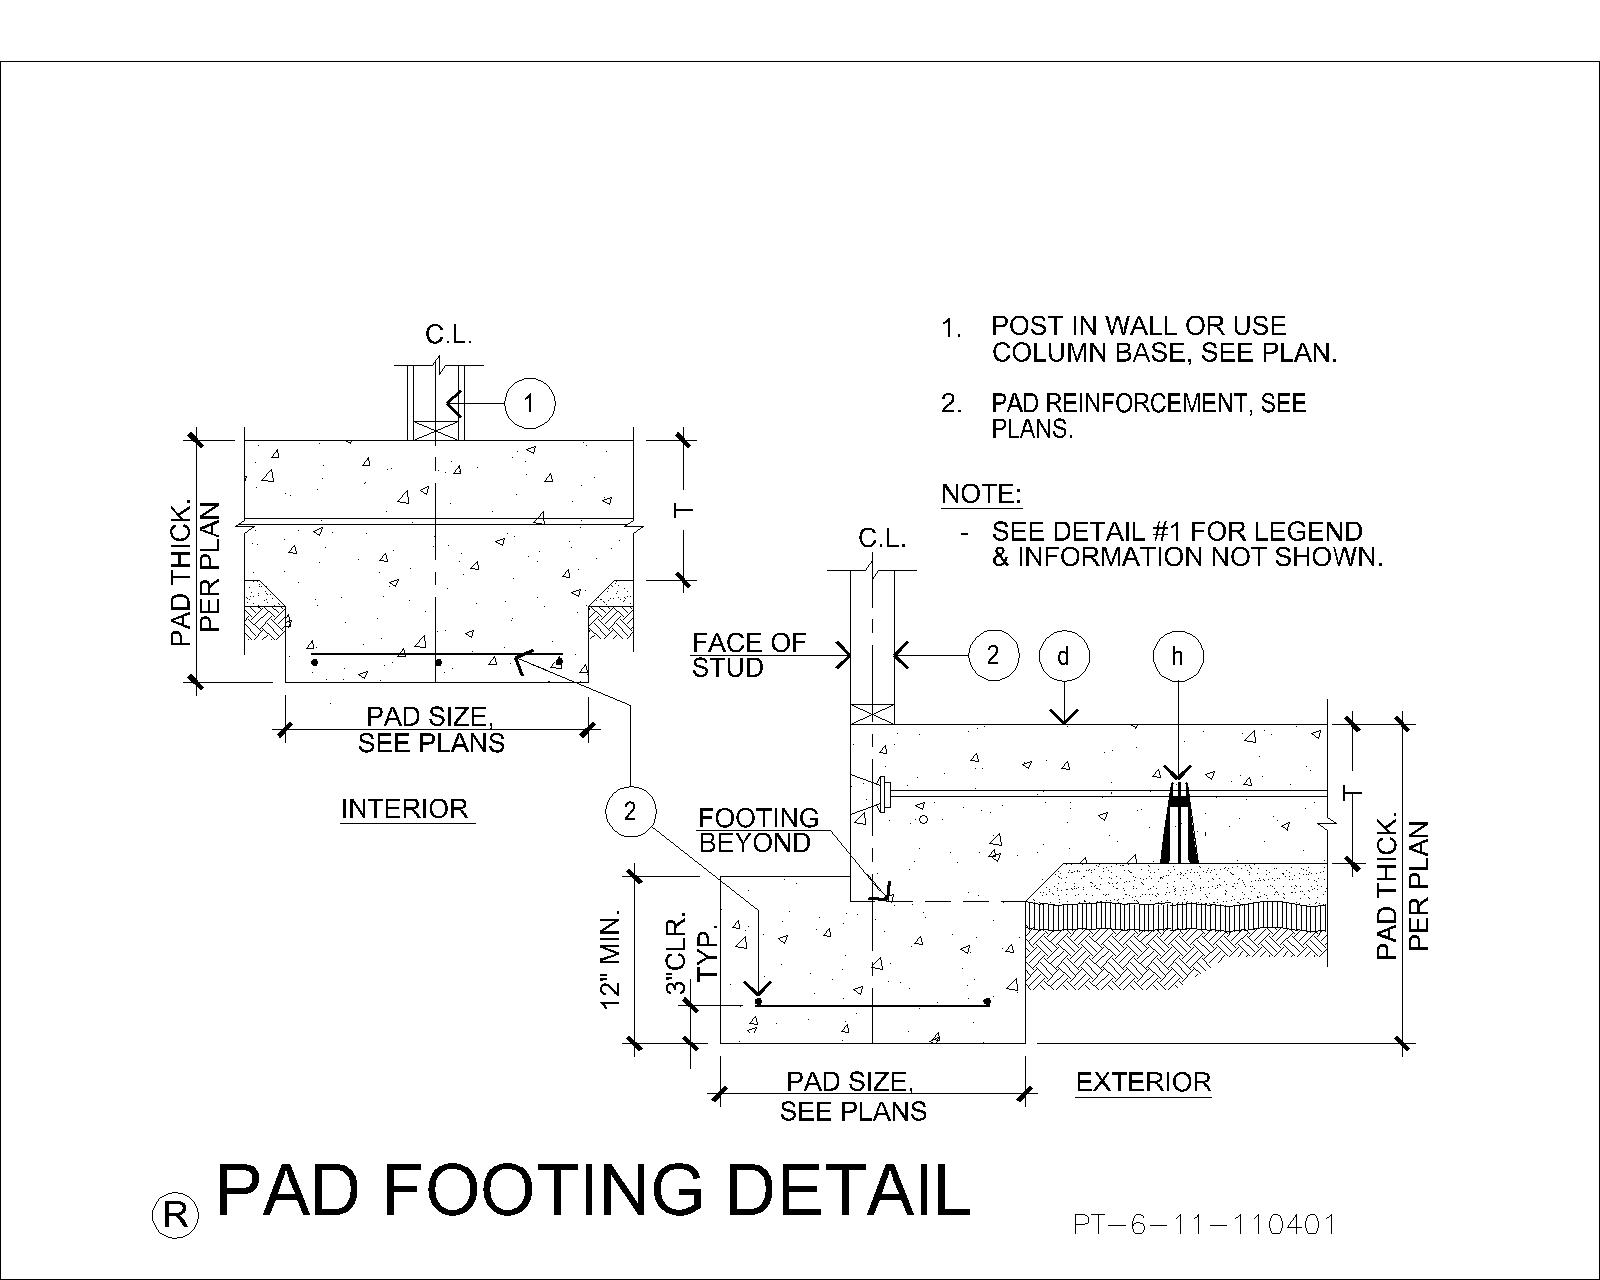 C.L.
1
PAD THICK.
PER PLAN
T
PAD SIZE,
SEE PLANS
INTERIOR
1. POST IN WALL OR USE
COLUMN BASE, SEE PLAN.
2. PAD REINFORCEMENT, SEE
PLANS.
NOTE:
- SEE DETAIL #1 FOR LEGEND
& INFORMATION NOT SHOWN.
C.L.
FACE OF
STUD
2
d
h
2
FOOTING
BEYOND
T
PAD THICK.
PER PLAN
12" MIN.
3"CLR.
TYP.
PAD SIZE,
SEE PLANS
EXTERIOR
R PAD FOOTING DETAIL
PT-6-11-110401